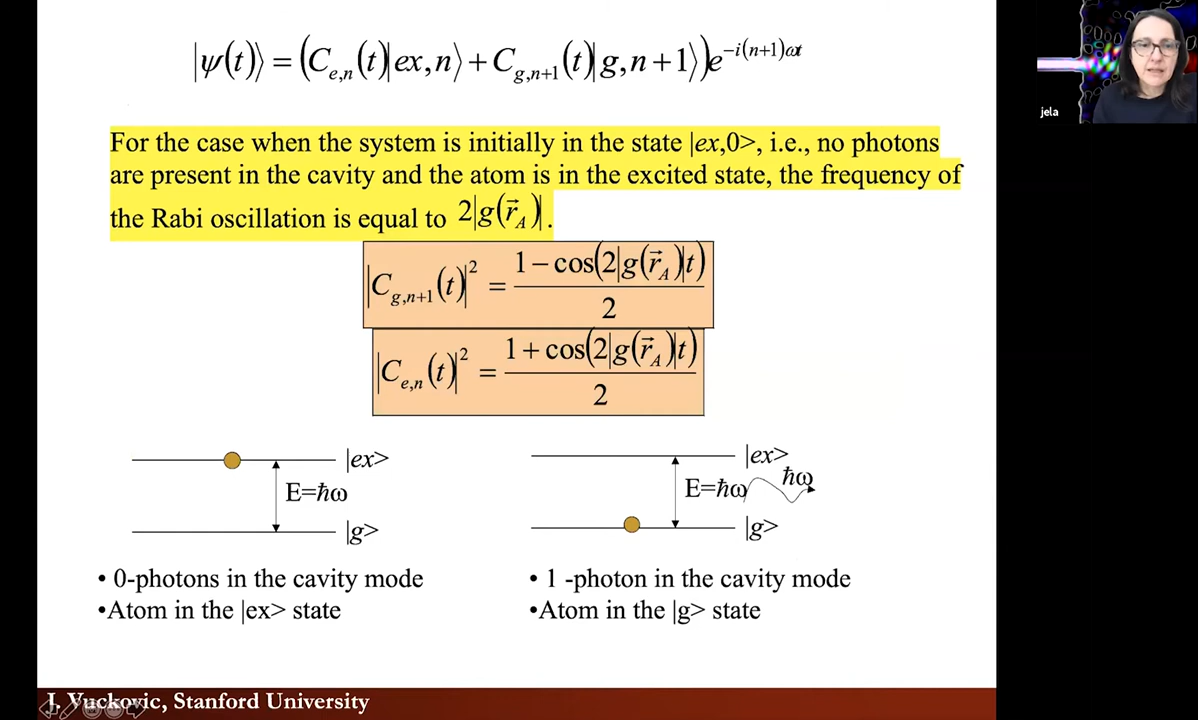 |ψ(t)⟩ = (C_{e,n}(t)|ex,n⟩ + C_{g,n+1}(t)|g,n+1⟩)e^{-i(n+1)ωt}
jela
For the case when the system is initially in the state |ex,0>, i.e., no photons
are present in the cavity and the atom is in the excited state, the frequency of
the Rabi oscillation is equal to 2|g(r⃗_A)|.
|C_{g,n+1}(t)|² = (1 − cos(2|g(r⃗_A)|t)) / 2
|C_{e,n}(t)|² = (1 + cos(2|g(r⃗_A)|t)) / 2
|ex>
E=ħω
|g>
|ex>
E=ħω
ħω
|g>
• 0-photons in the cavity mode
•Atom in the |ex> state
• 1 -photon in the cavity mode
•Atom in the |g> state
J. Vuckovic, Stanford University